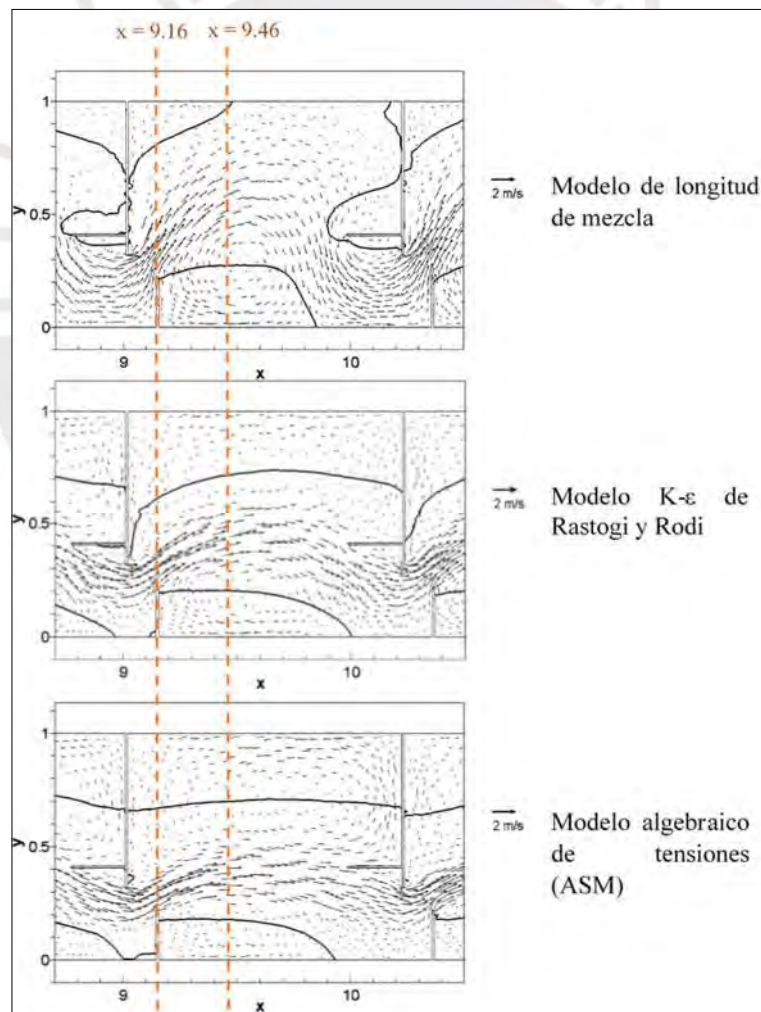 x = 9.16 x = 9.46
1
0.5
0
y
9
10
x
2 m/s
Modelo de longitud
de mezcla
1
0.5
0
y
9
10
x
2 m/s
Modelo K-ε de
Rastogi y Rodi
1
0.5
0
y
9
10
x
2 m/s
Modelo algebraico
de tensiones
(ASM)